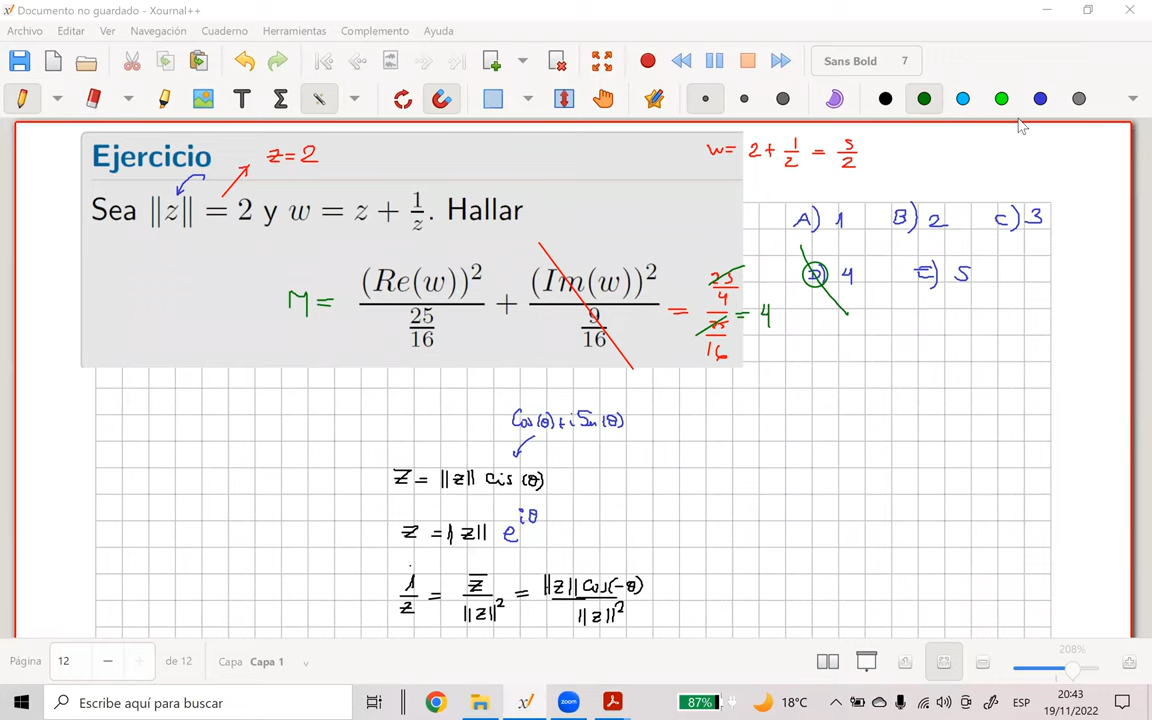 Documento no guardado - Xournal++
Archivo Editar Ver Navegación Cuaderno Herramientas Complemento Ayuda
Sans Bold 7
Ejercicio
z=2
w= 2 + 1/2 = 5/2
Sea ‖z‖ = 2 y w = z + 1/z. Hallar
A) 1 B) 2 C) 3
M = (Re(w))²/(25/16) + (Im(w))²/(9/16) = (25/4)/(25/16) = 4
D) 4 E) 5
Cos(θ)+i Sen(θ)
Z = ‖z‖ cis (θ)
z = ‖z‖ e^iθ
1/z = z̅/‖z‖² = ‖z‖ Cos(-θ)/‖z‖²
Página 12 de 12 Capa Capa 1
208%
Escribe aquí para buscar
zoom
87%
18°C
ESP
20:43
19/11/2022